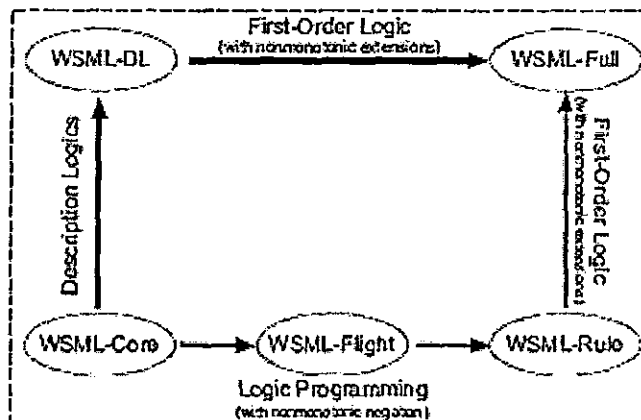 First-Order Logic
(with nonmonotonic extensions)
WSML-DL
WSML-Full
Description Logics
First-Order Logic
(with nonmonotonic extensions)
WSML-Core
WSML-Flight
WSML-Rule
Logic Programming
(with nonmonotonic negation)